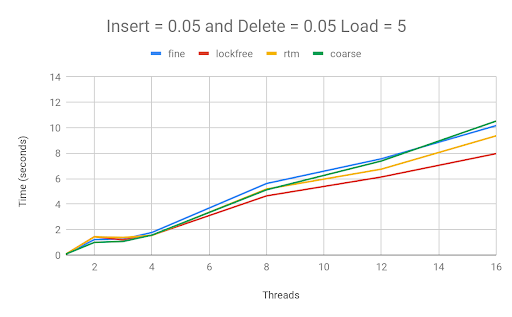 Insert = 0.05 and Delete = 0.05 Load = 5
fine lockfree rtm coarse
14
12
10
8
6
4
2
0
Time (seconds)
2 4 6 8 10 12 14 16
Threads